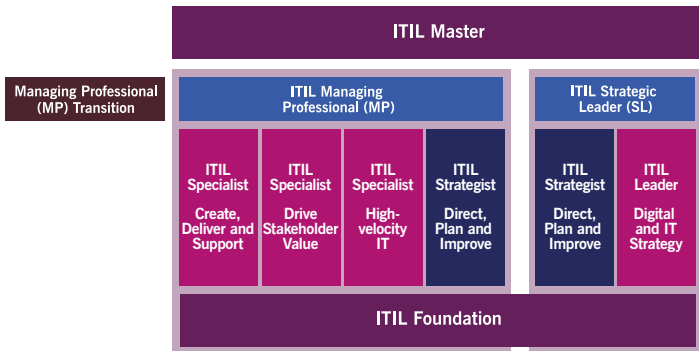 ITIL Master
Managing Professional
(MP) Transition
ITIL Managing
Professional (MP)
ITIL Strategic
Leader (SL)
ITIL
Specialist
Create,
Deliver and
Support
ITIL
Specialist
Drive
Stakeholder
Value
ITIL
Specialist
High-
velocity
IT
ITIL
Strategist
Direct,
Plan and
Improve
ITIL
Strategist
Direct,
Plan and
Improve
ITIL
Leader
Digital
and IT
Strategy
ITIL Foundation